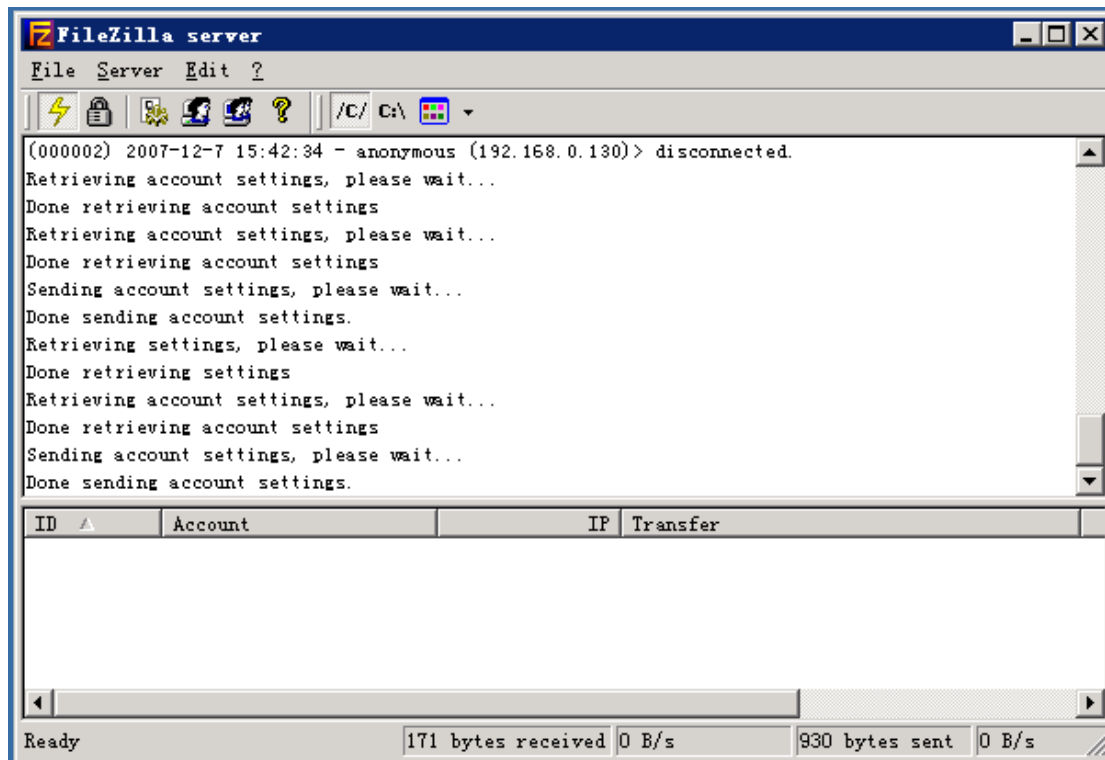 FileZilla server
File Server Edit ?
/C/ C:\
(000002) 2007-12-7 15:42:34 - anonymous (192.168.0.130)> disconnected.
Retrieving account settings, please wait...
Done retrieving account settings
Retrieving account settings, please wait...
Done retrieving account settings
Sending account settings, please wait...
Done sending account settings.
Retrieving settings, please wait...
Done retrieving settings
Retrieving account settings, please wait...
Done retrieving account settings
Sending account settings, please wait...
Done sending account settings.
ID Account IP Transfer
Ready 171 bytes received 0 B/s 930 bytes sent 0 B/s